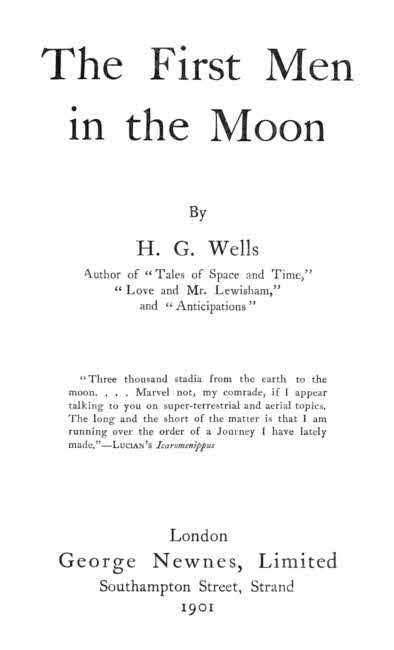 The First Men
in the Moon
By
H. G. Wells
Author of “Tales of Space and Time,”
“Love and Mr. Lewisham,”
and “Anticipations”
“Three thousand stadia from the earth to the
moon. . . . Marvel not, my comrade, if I appear
talking to you on super-terrestrial and aerial topics.
The long and the short of the matter is that I am
running over the order of a Journey I have lately
made.”—Lucian’s Icaromenippus
London
George Newnes, Limited
Southampton Street, Strand
1901